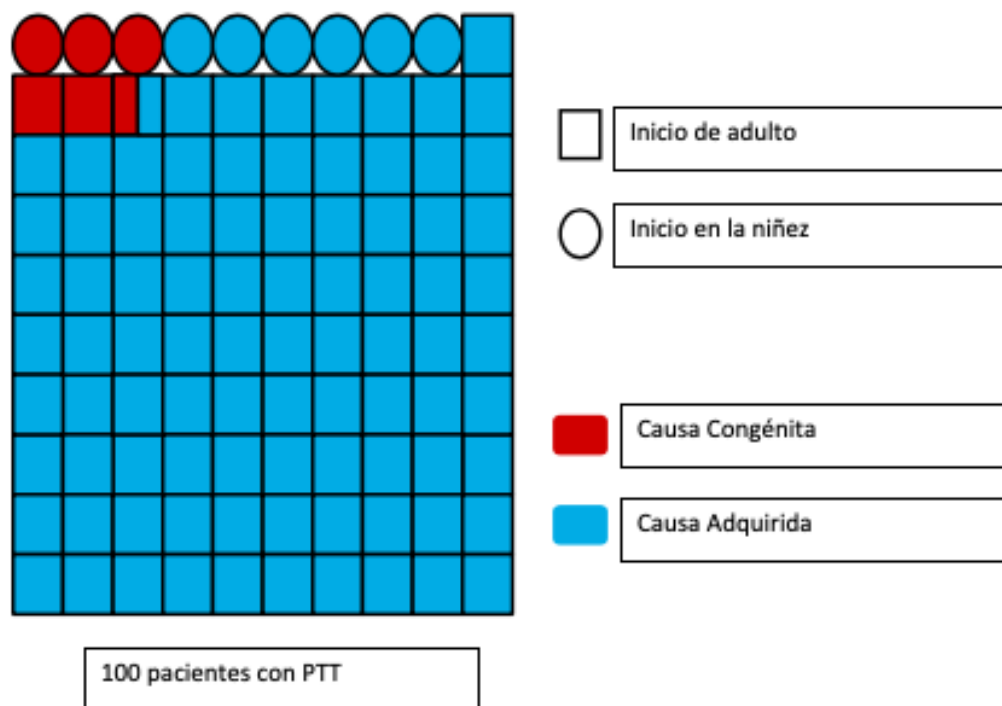 Inicio de adulto
Inicio en la niñez
Causa Congénita
Causa Adquirida
100 pacientes con PTT